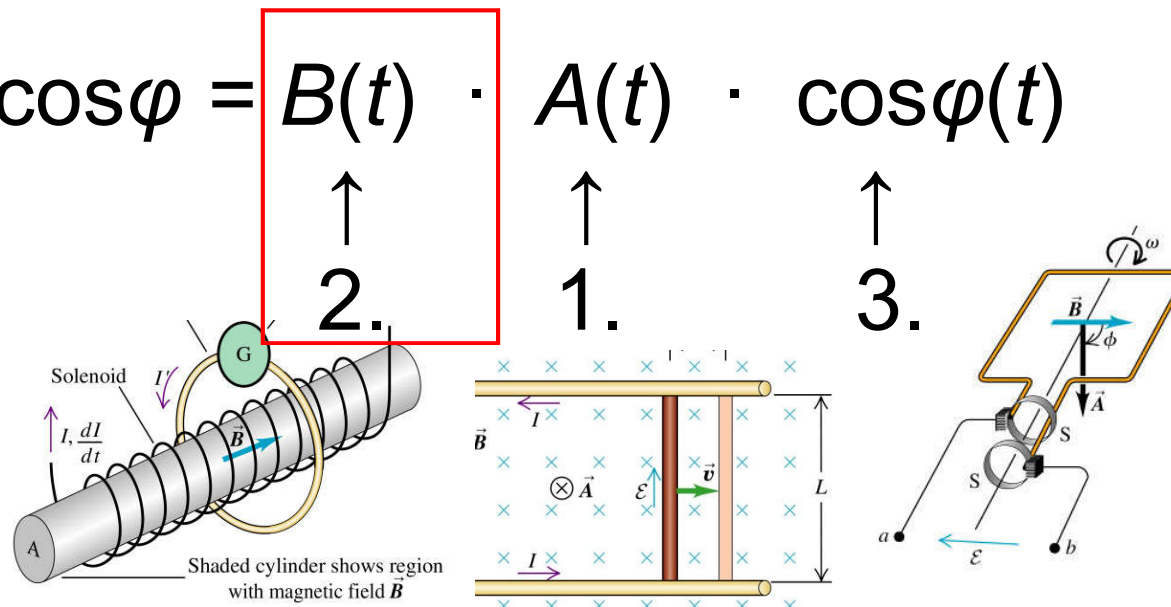 cosφ = B(t) · A(t) · cosφ(t)
↑ ↑ ↑
2. 1. 3.
G
Solenoid
I'
I, dI/dt
B⃗
A
Shaded cylinder shows region
with magnetic field B⃗
B⃗
I
⊗ A⃗
ℰ
v⃗
L
I
ω
B⃗
ϕ
A⃗
S
S
a
b
ℰ